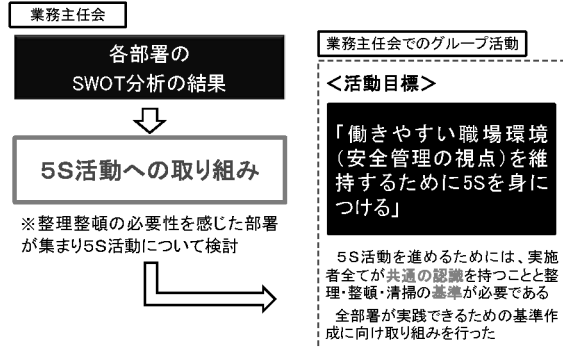 業務主任会
各部署の
SWOT分析の結果
5S活動への取り組み
※整理整頓の必要性を感じた部署
が集まり5S活動について検討
業務主任会でのグループ活動
＜活動目標＞
「働きやすい職場環境
(安全管理の視点)を維
持するために5Sを身に
つける」
5S活動を進めるためには、実施
者全てが共通の認識を持つことと整
理・整頓・清掃の基準が必要である
全部署が実践できるための基準作
成に向け取り組みを行った